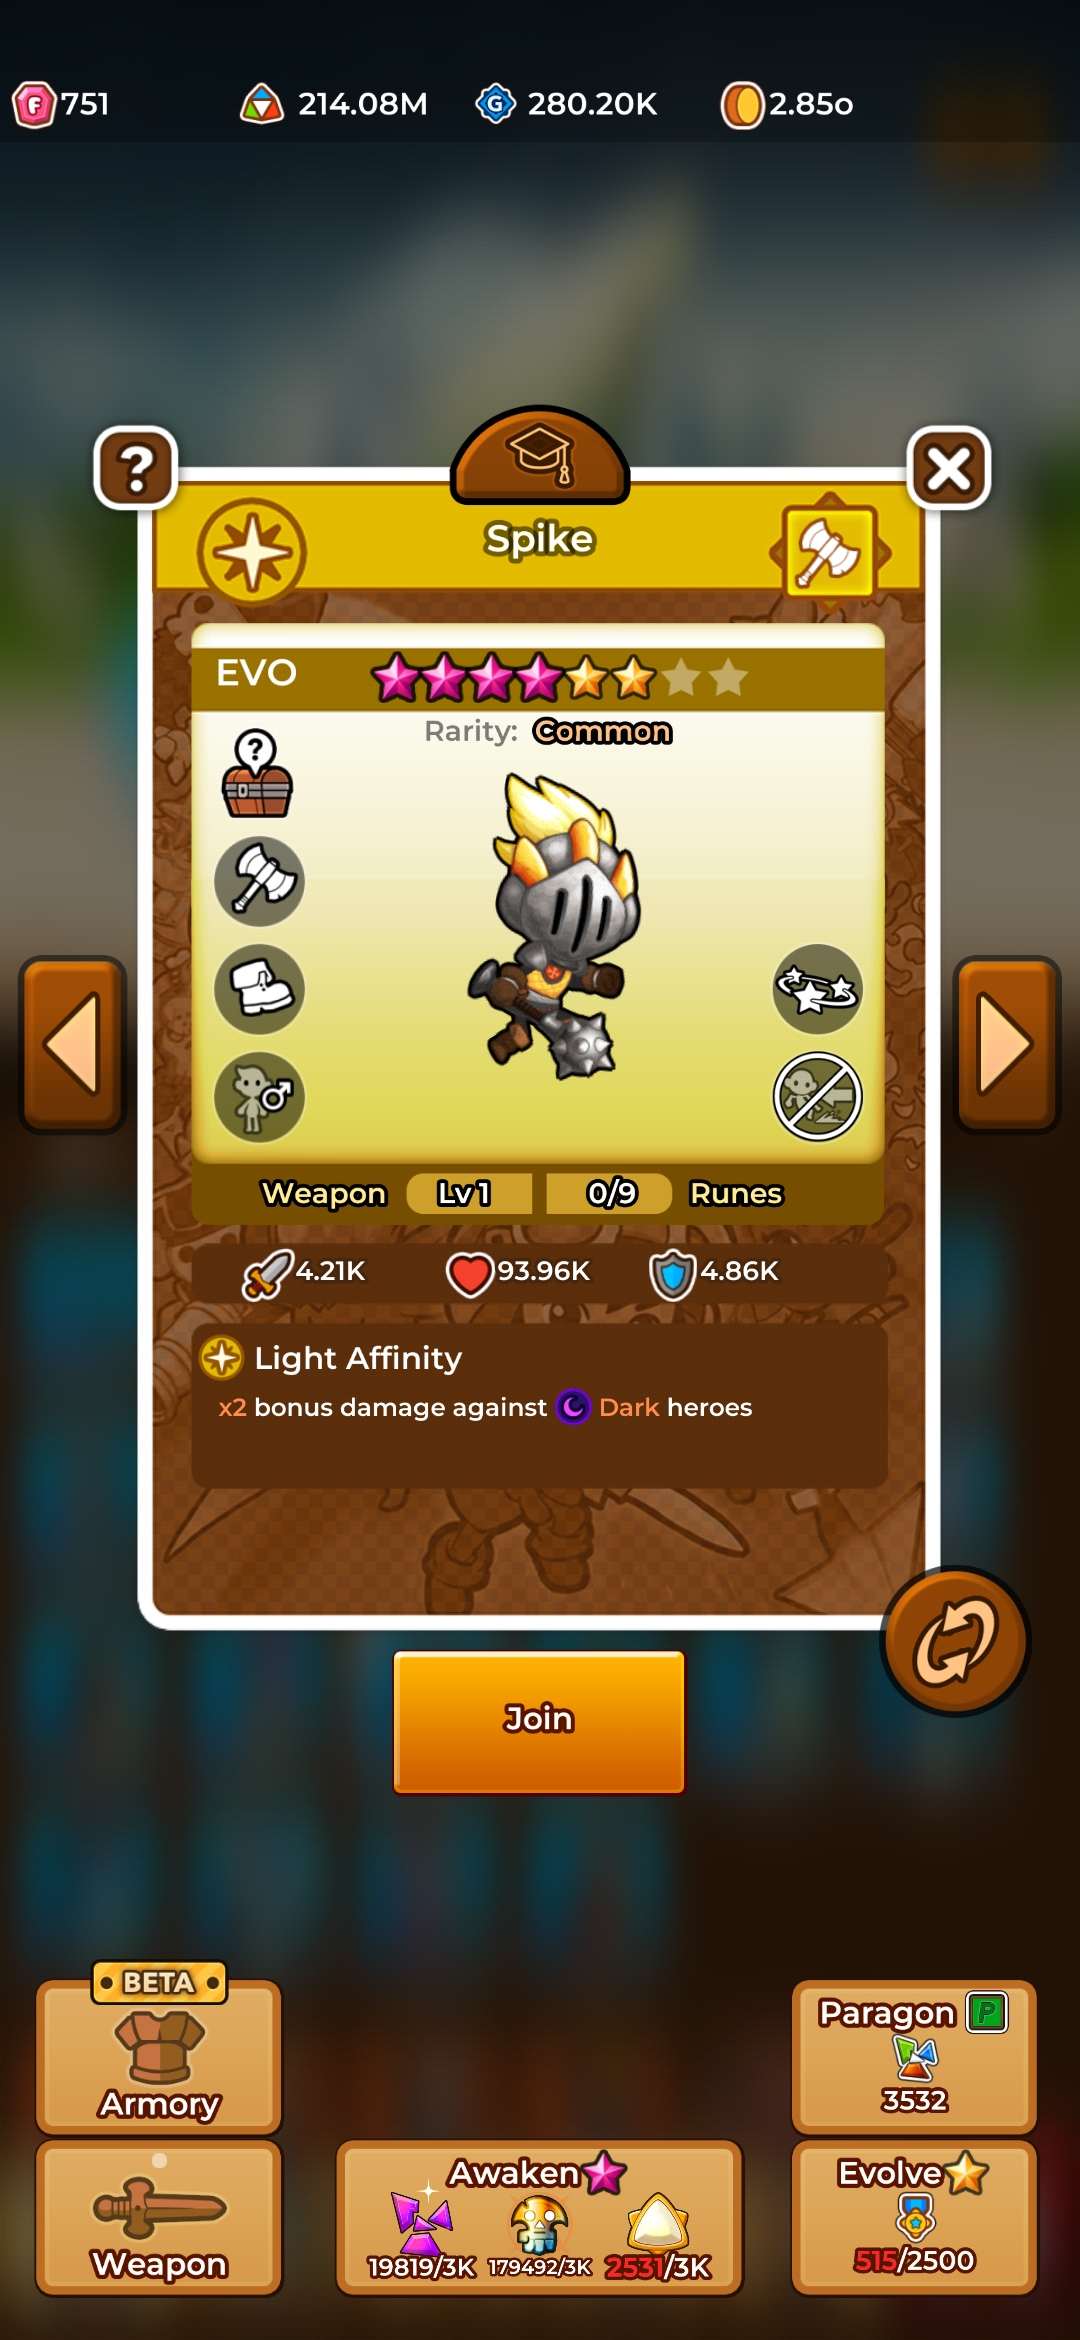 751 214.08M 280.20K 2.85o
?
Spike
EVO
Rarity: Common
Weapon Lv1 0/9 Runes
4.21K 93.96K 4.86K
Light Affinity
x2 bonus damage against Dark heroes
Join
BETA
Armory
Paragon P
3532
Weapon
Awaken
19819/3K 179492/3K 2531/3K
Evolve
515/2500